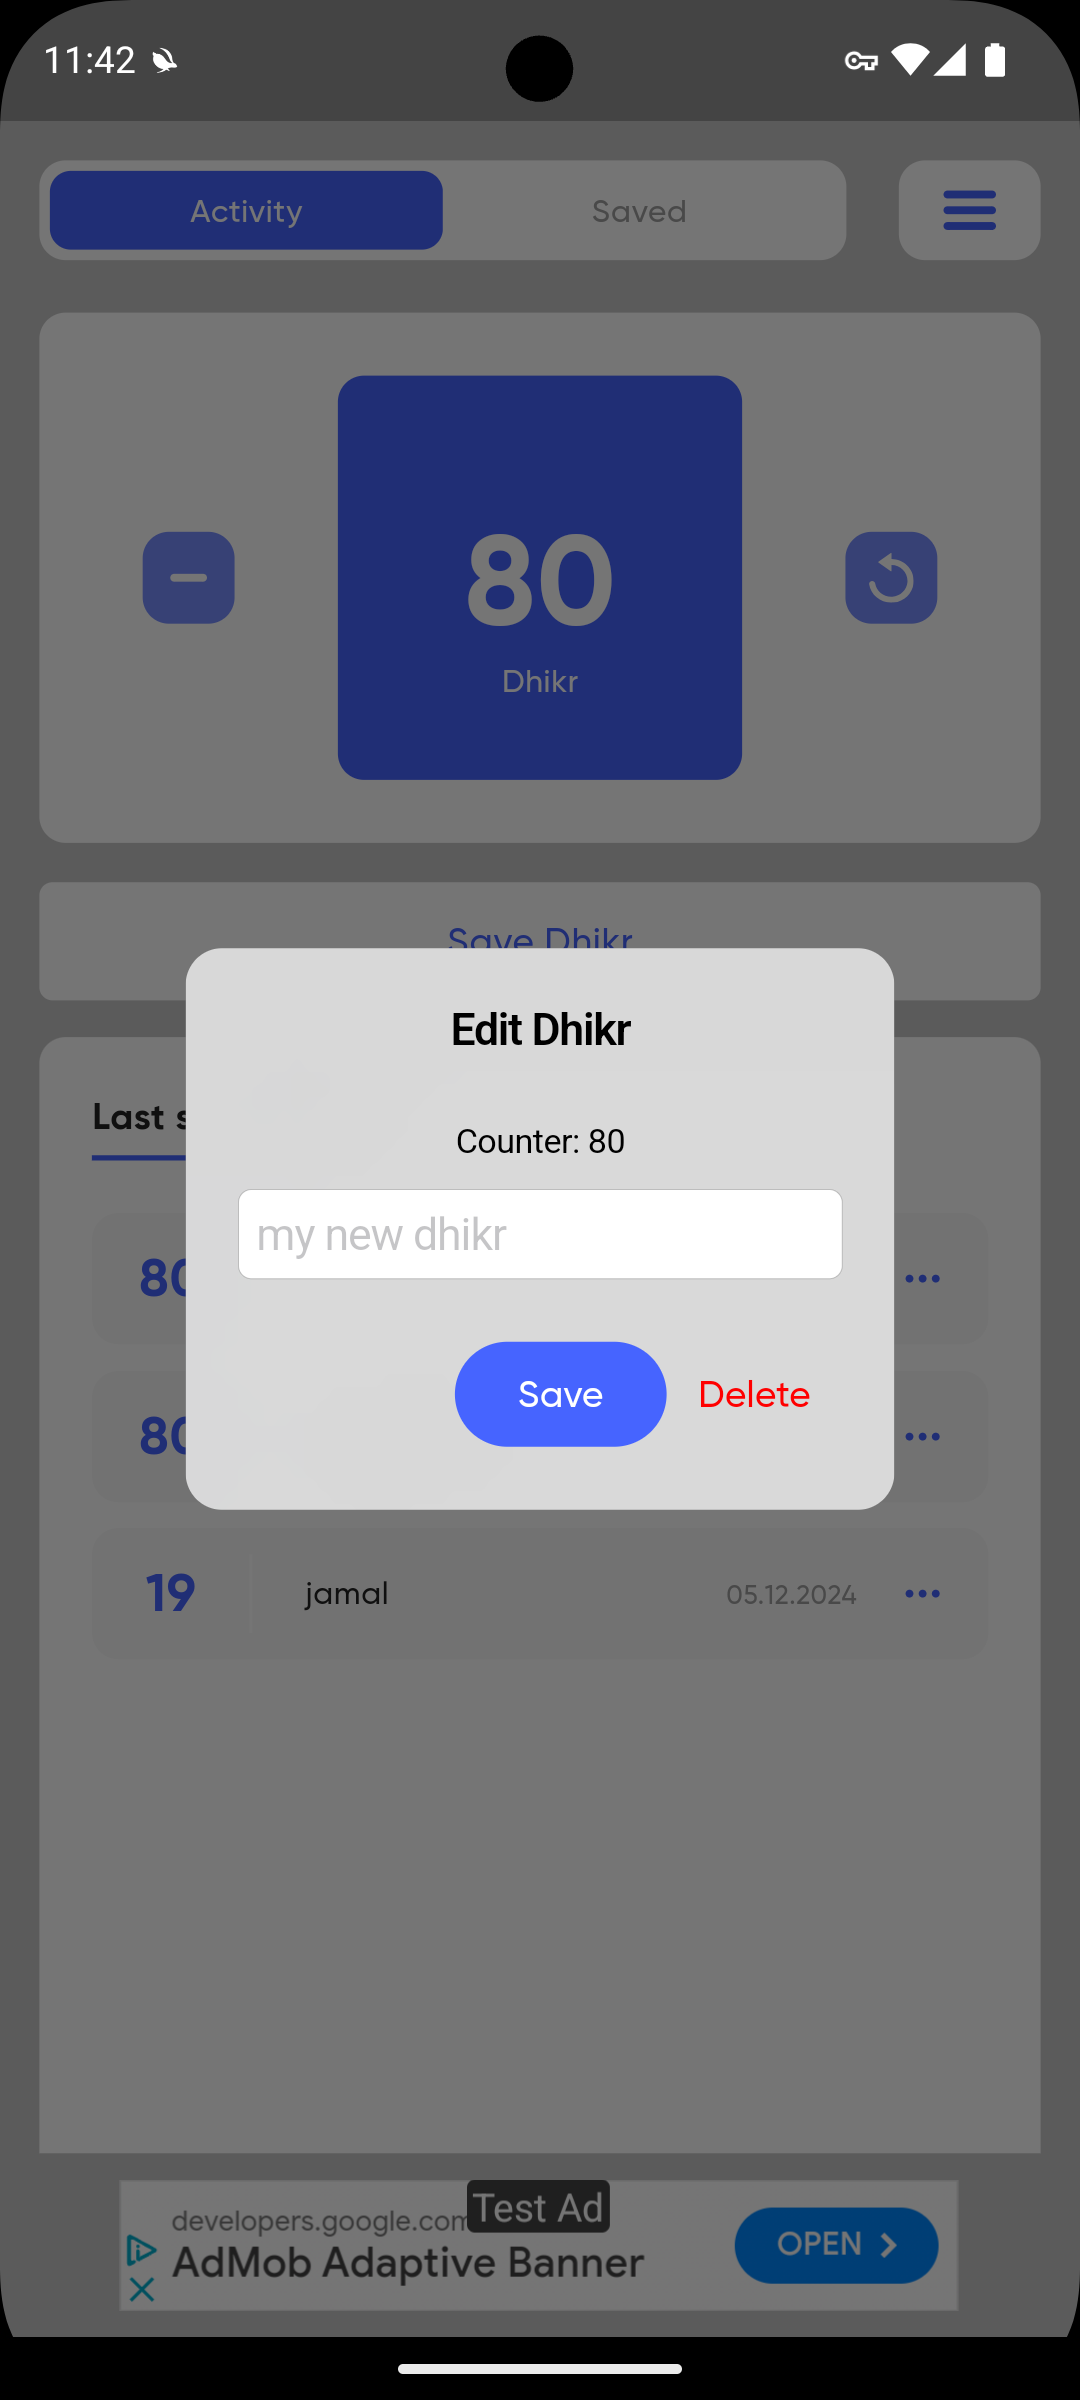 11:42
Activity
Saved
80
Dhikr
Save Dhikr
Edit Dhikr
Counter: 80
my new dhikr
Save
Delete
Last
80
80
19
jamal
05.12.2024
Test Ad
developers.google.com
AdMob Adaptive Banner
OPEN